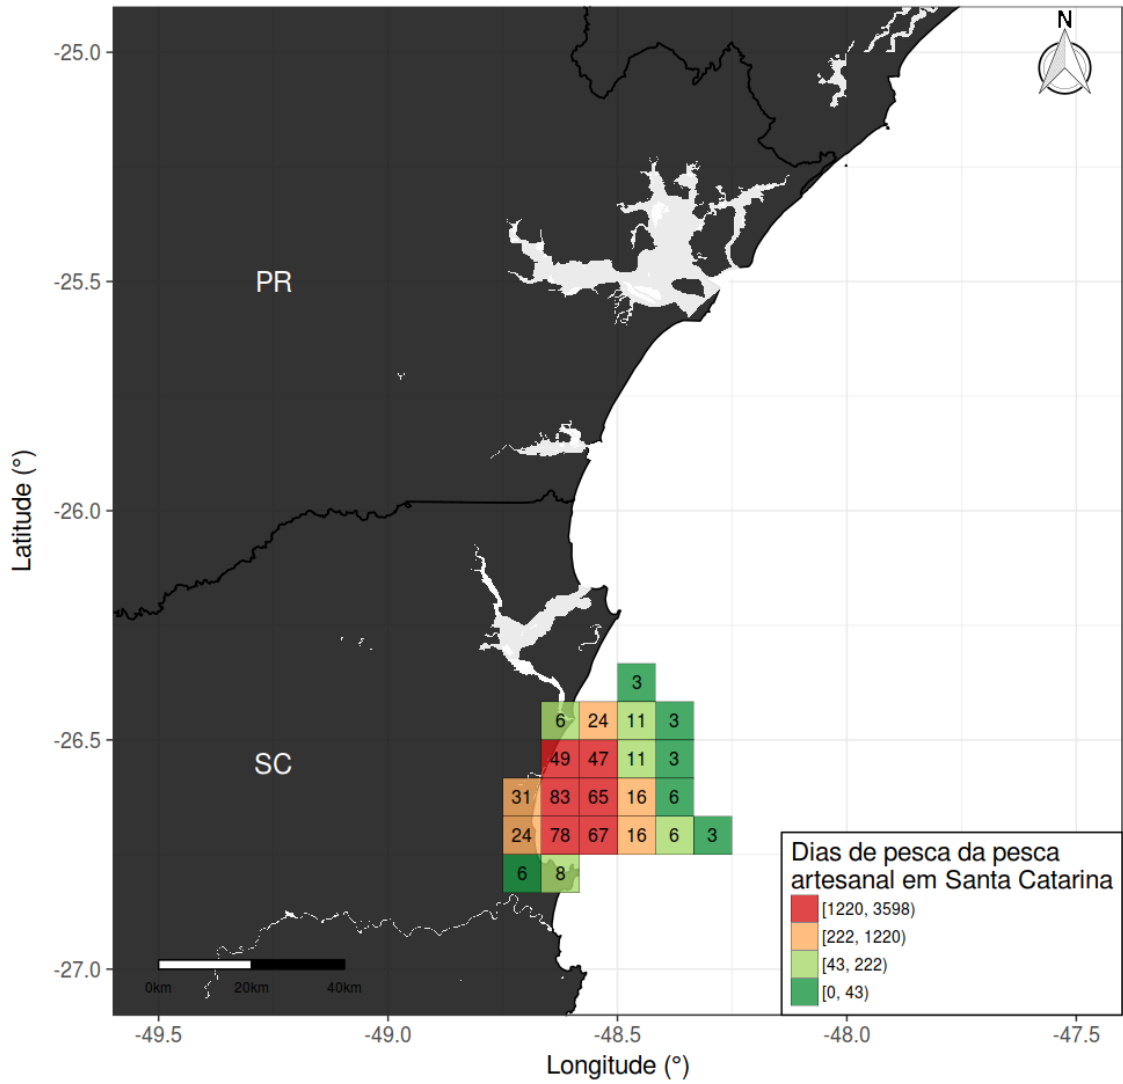 N
-25.0
-25.5
-26.0
-26.5
-27.0
Latitude (°)
PR
SC
3
6 24 11 3
49 47 11 3
31 83 65 16 6
24 78 67 16 6 3
6 8
Dias de pesca da pesca
artesanal em Santa Catarina
[1220, 3598)
[222, 1220)
[43, 222)
[0, 43)
0km 20km 40km
-49.5 -49.0 -48.5 -48.0 -47.5
Longitude (°)